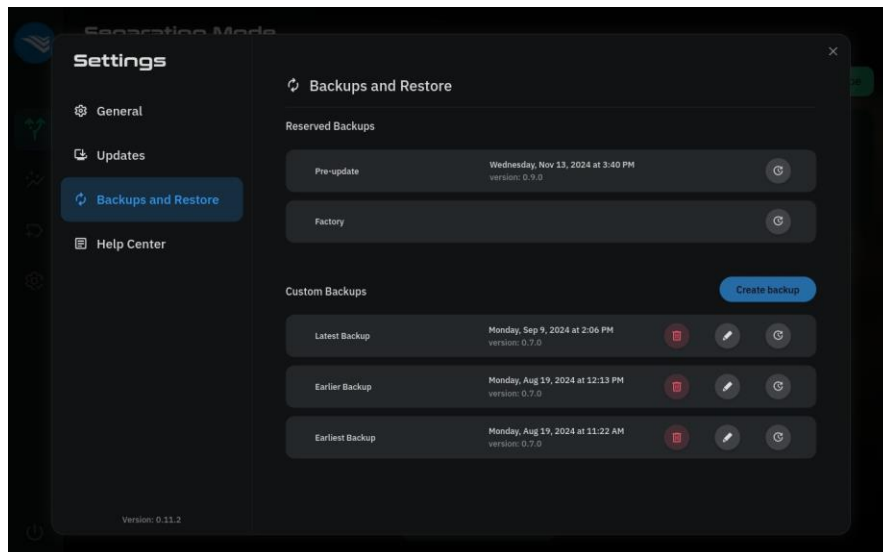 Separation Mode
Settings
General
Updates
Backups and Restore
Help Center
Version: 0.11.2
Backups and Restore
Reserved Backups
Pre-update
Wednesday, Nov 13, 2024 at 3:40 PM
version: 0.9.0
Factory
Custom Backups
Create backup
Latest Backup
Monday, Sep 9, 2024 at 2:06 PM
version: 0.7.0
Earlier Backup
Monday, Aug 19, 2024 at 12:13 PM
version: 0.7.0
Earliest Backup
Monday, Aug 19, 2024 at 11:22 AM
version: 0.7.0